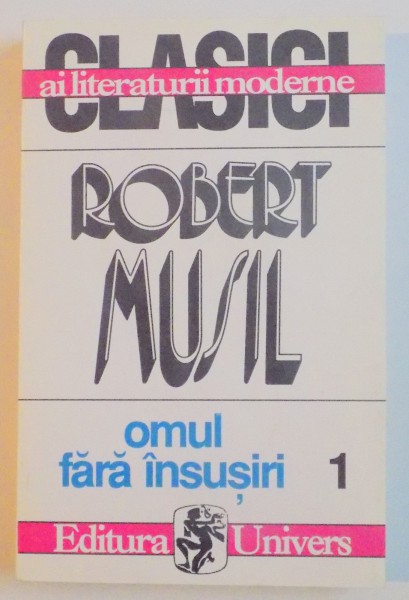 CLASICI
ai literaturii moderne
ROBERT
MUSIL
omul
fără însușiri 1
Editura Univers